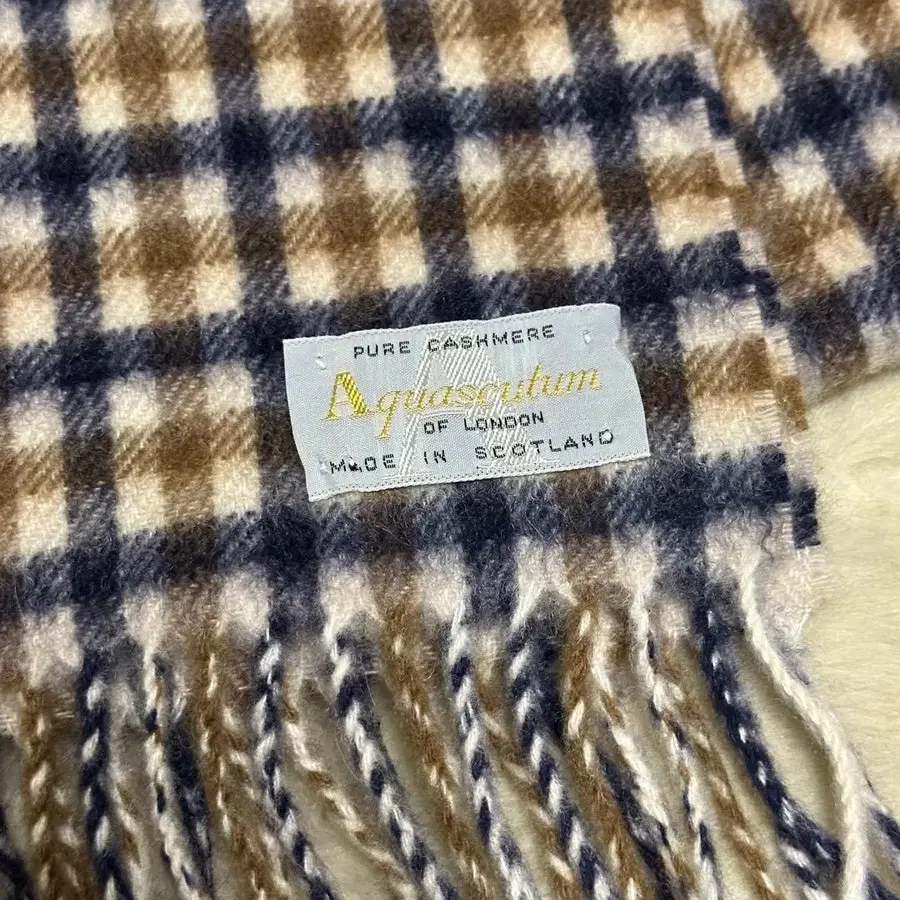 PURE CASHMERE
Aquascutum
OF LONDON
MADE IN SCOTLAND